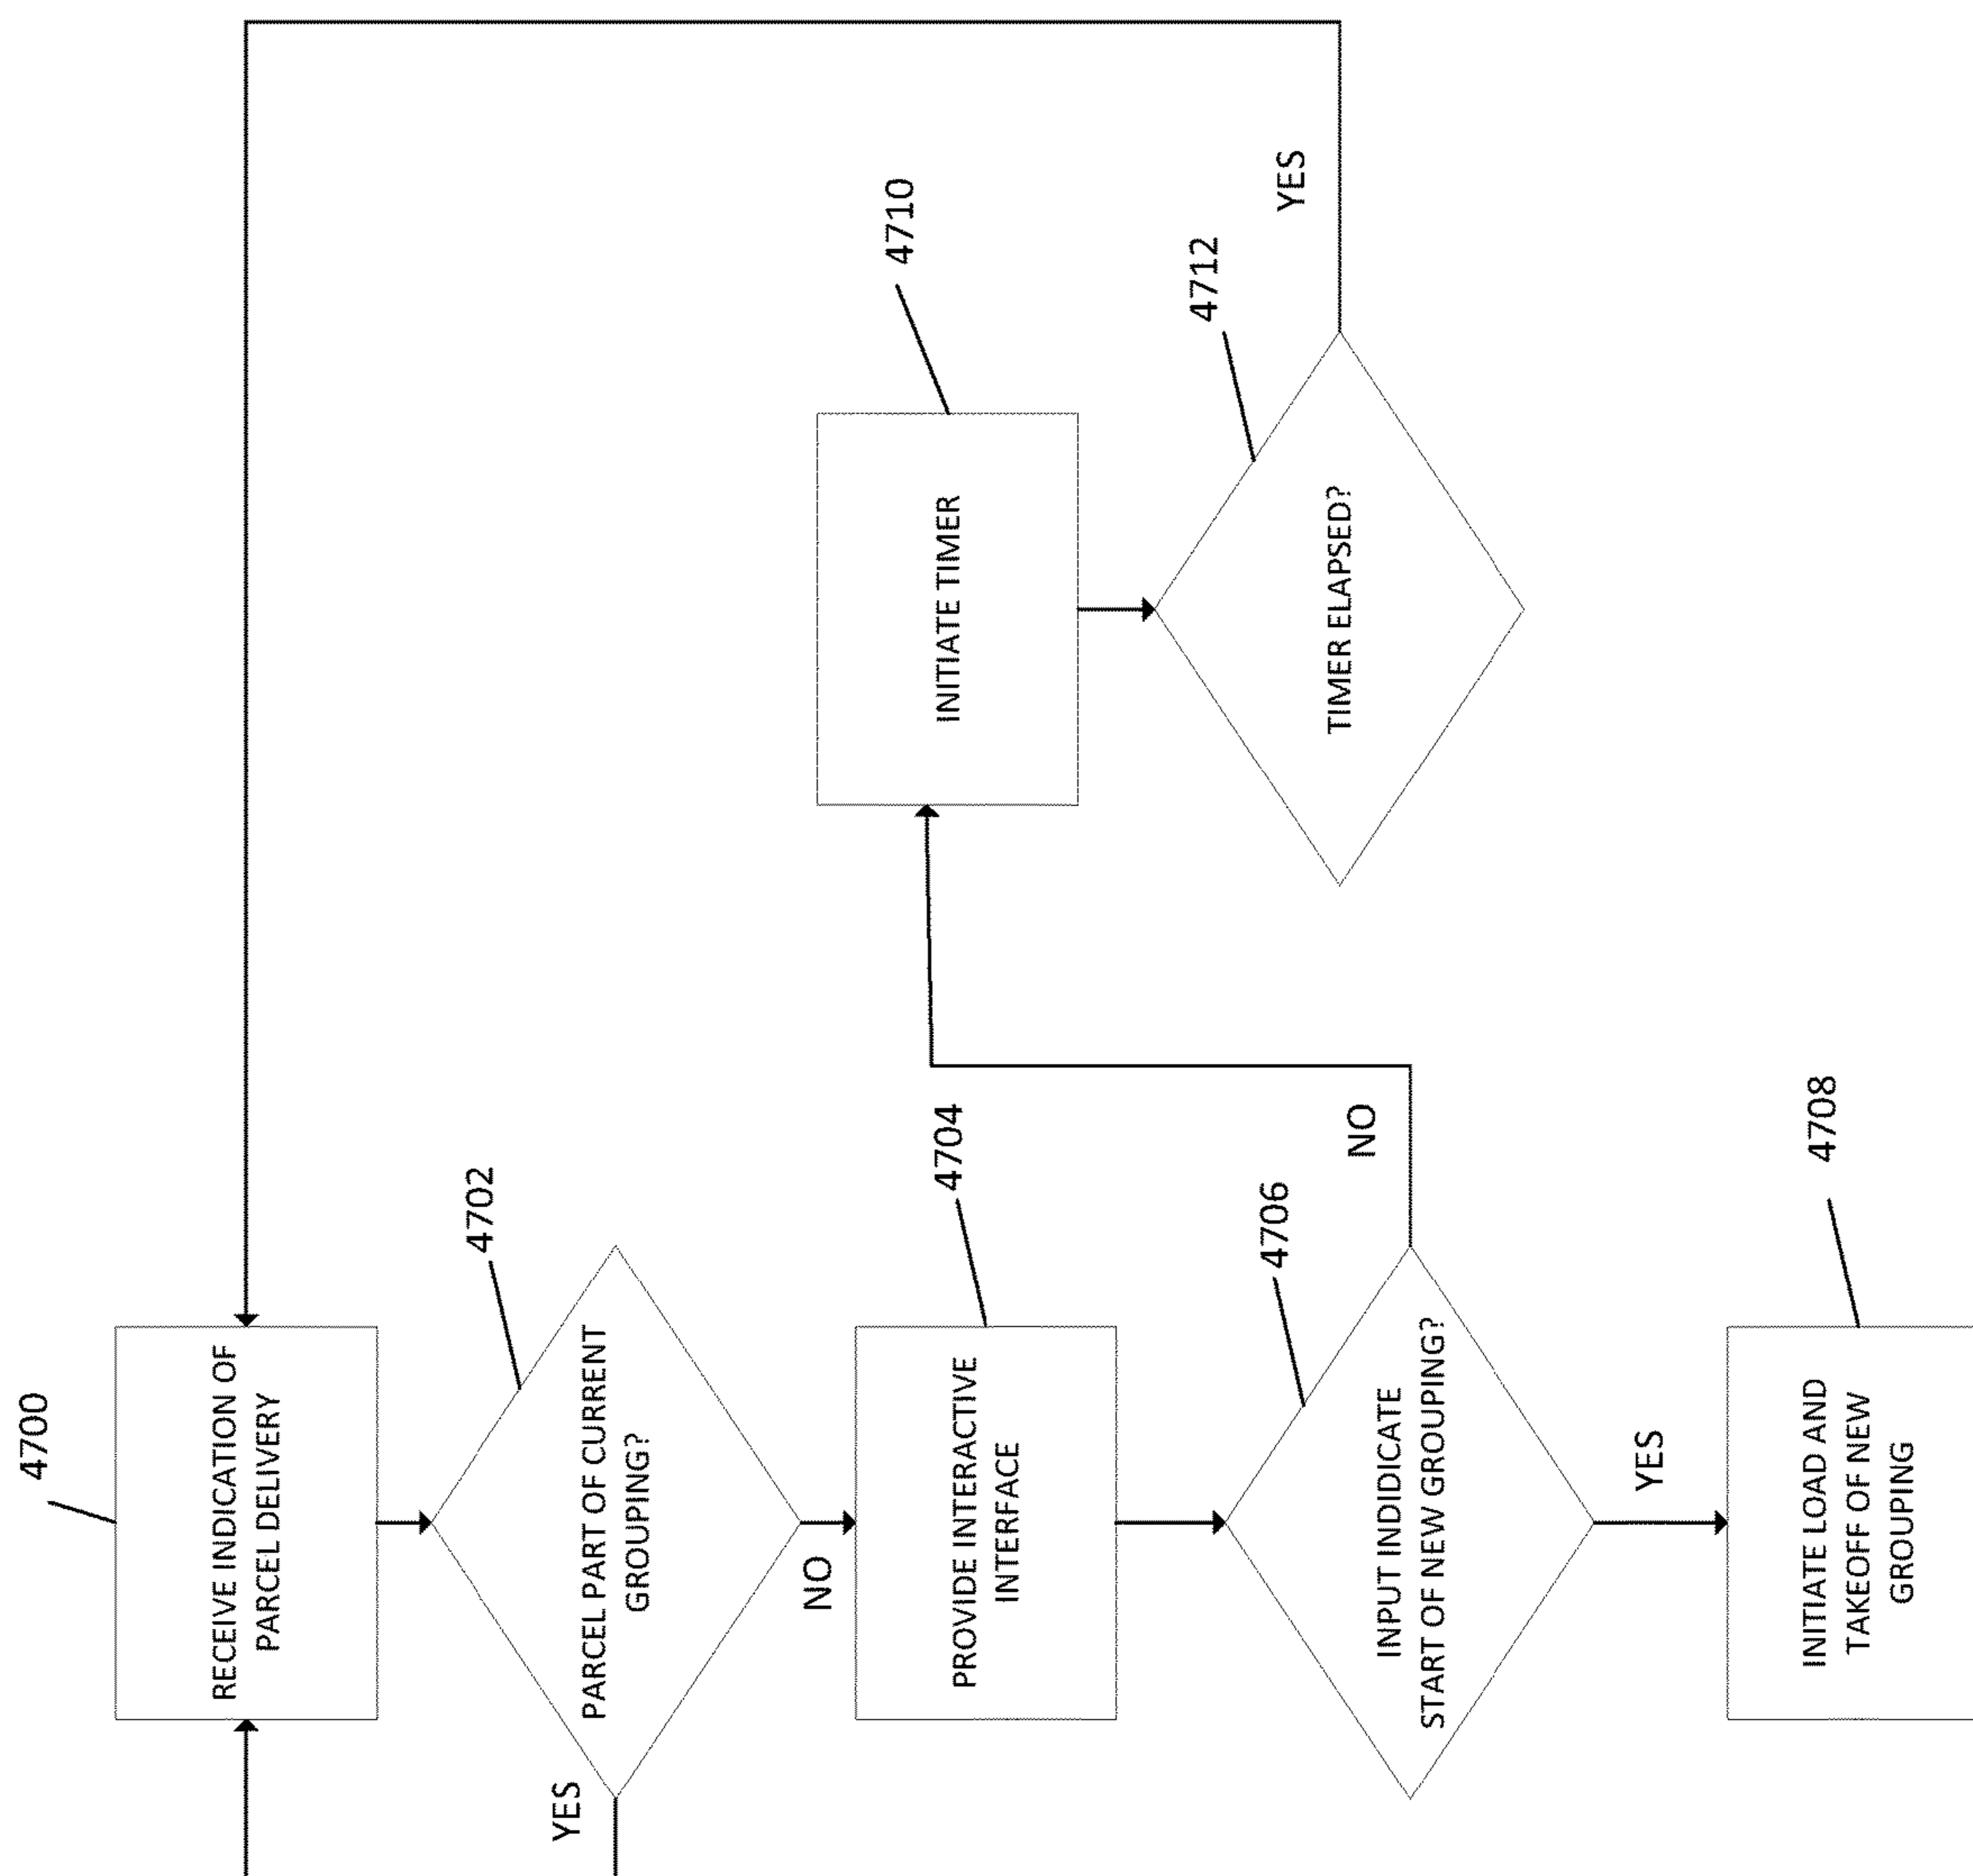 4700
RECEIVE INDICATION OF
PARCEL DELIVERY
4702
PARCEL PART OF CURRENT
GROUPING?
YES
NO
4704
PROVIDE INTERACTIVE
INTERFACE
4706
INPUT INDIDICATE
START OF NEW GROUPING?
NO
YES
4708
INITIATE LOAD AND
TAKEOFF OF NEW
GROUPING
4710
INITIATE TIMER
4712
TIMER ELAPSED?
YES